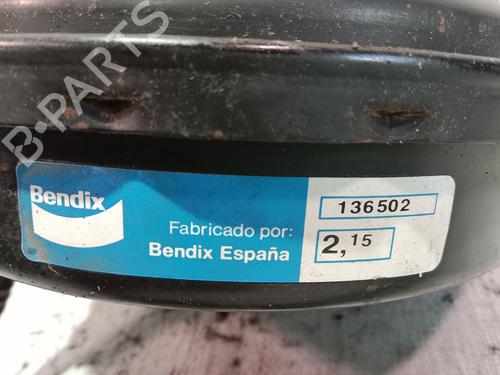 B-PARTS
Bendix
Fabricado por:
Bendix España
136502
2,15